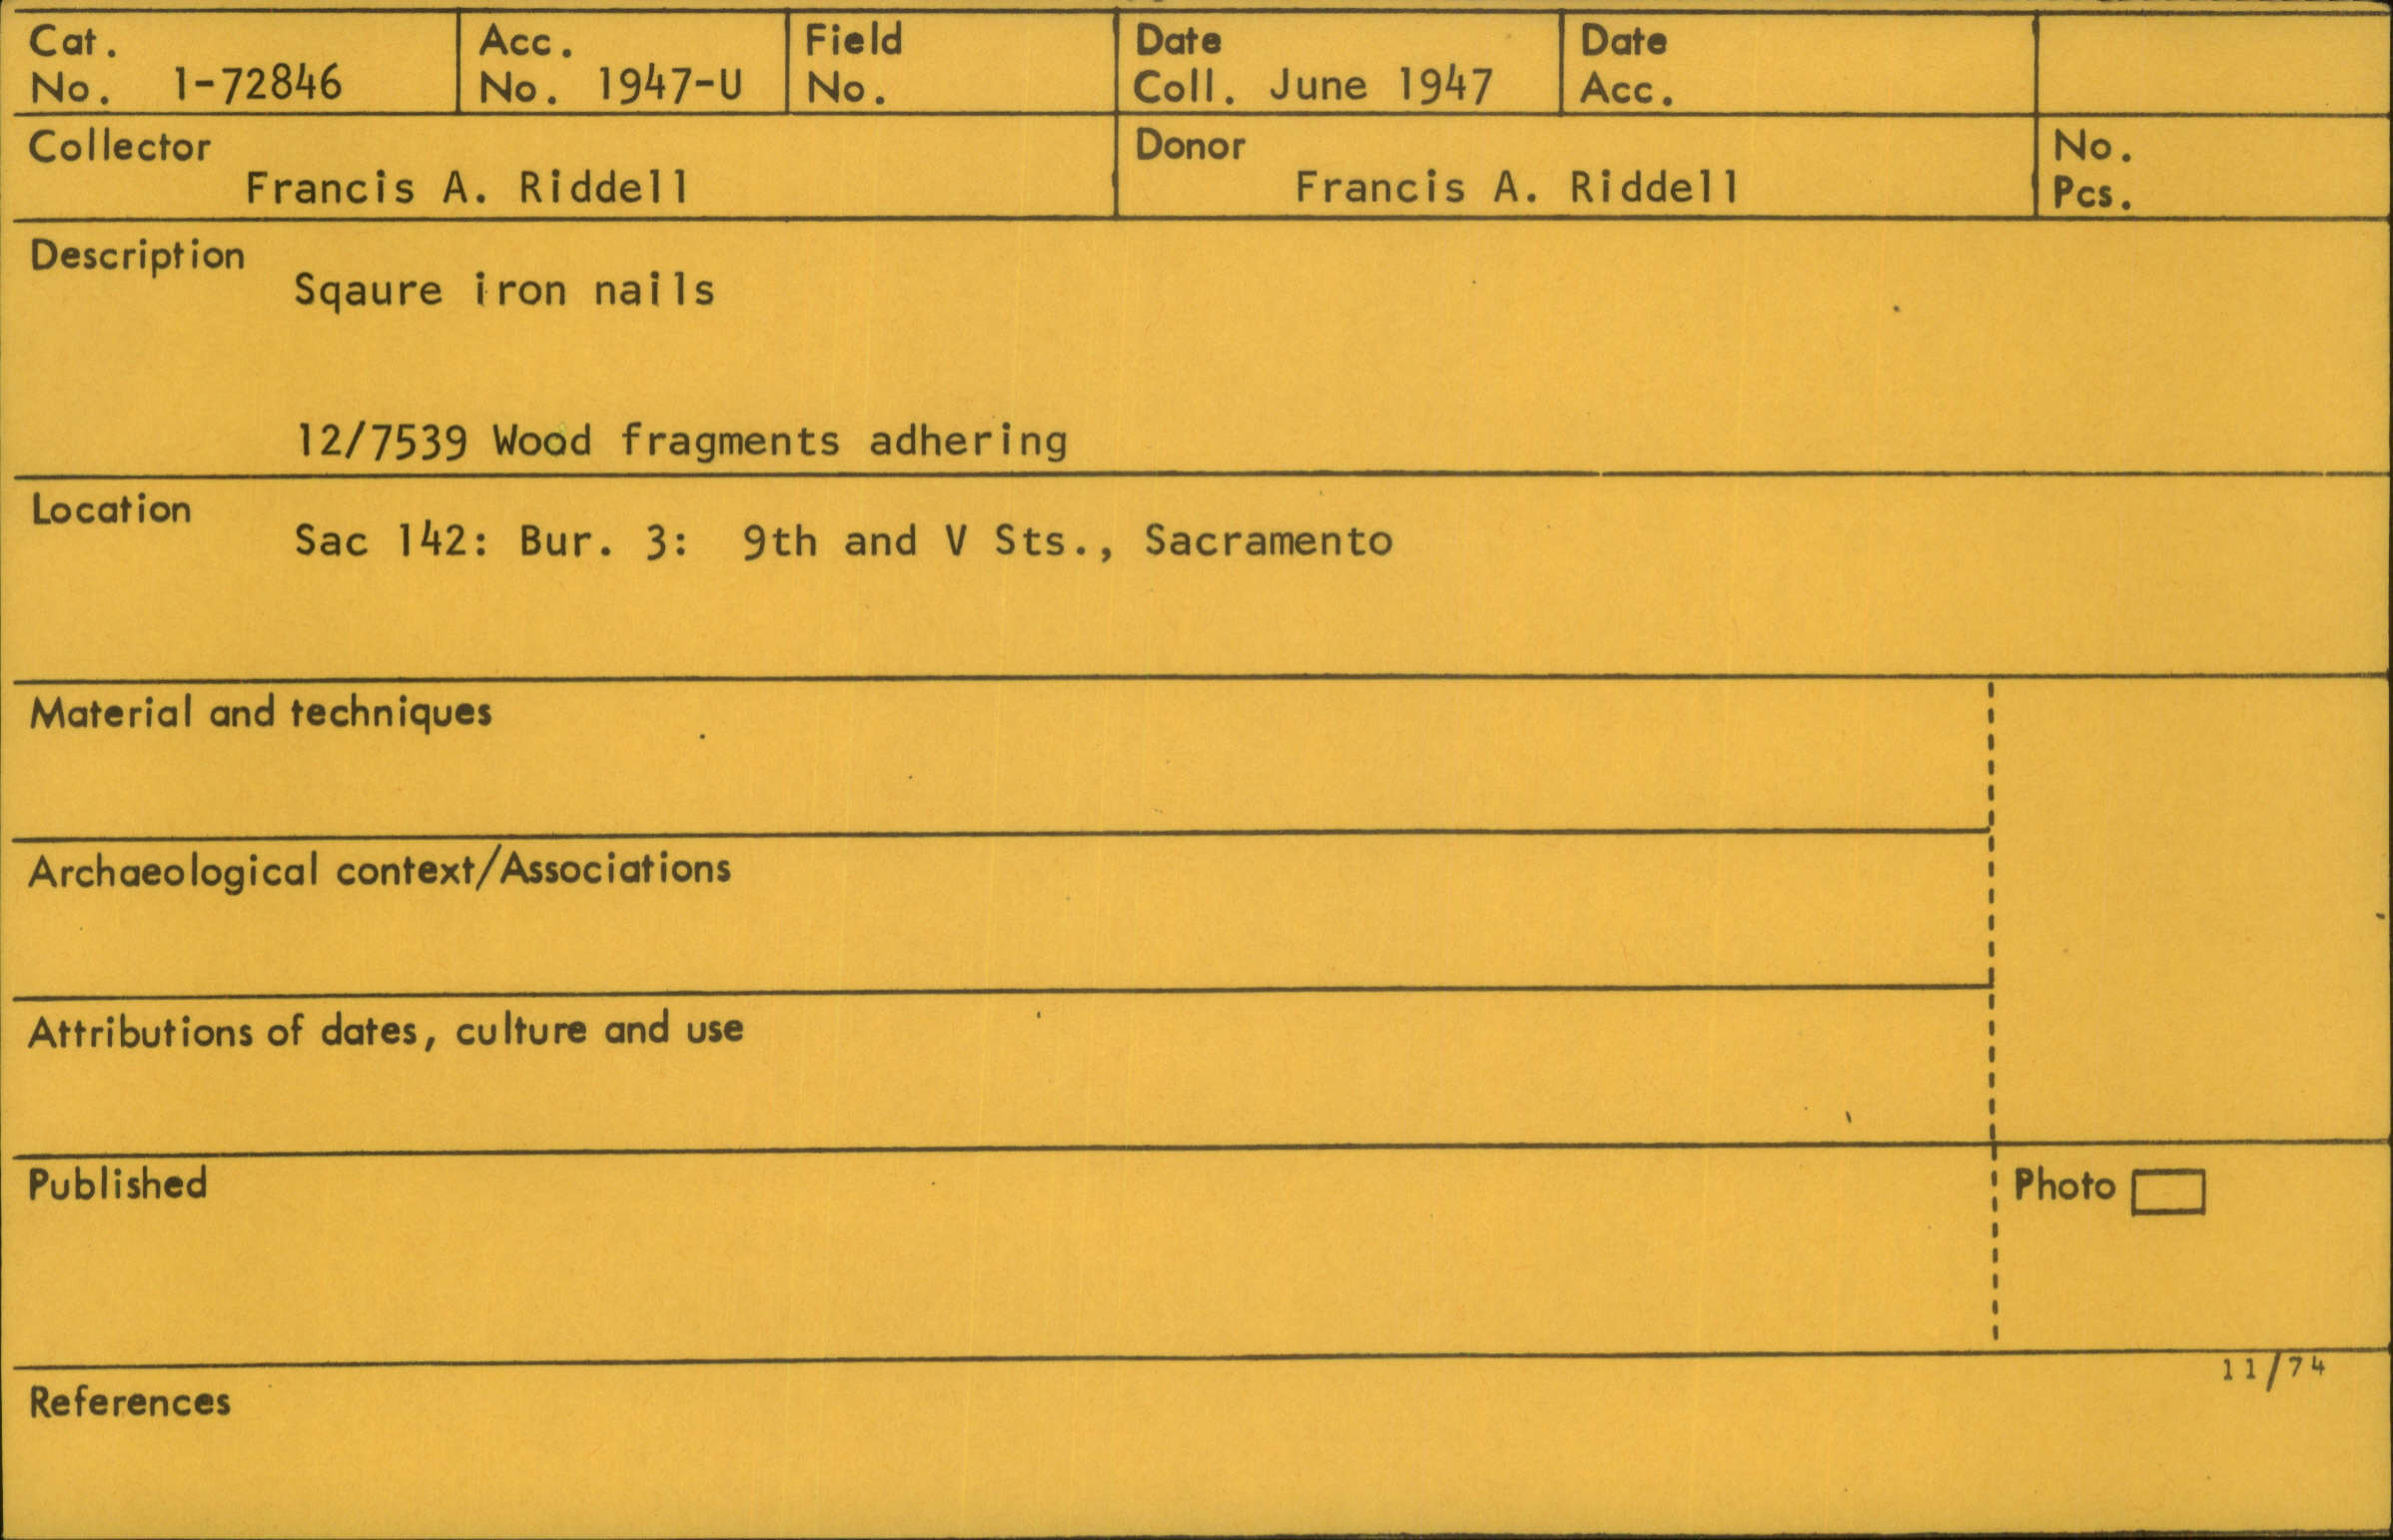 Cat. No. 1-72846
Acc. No. 1947-U
Field No.
Date Coll. June 1947
Date Acc.
Collector
Francis A. Riddell
Donor
Francis A. Riddell
No. Pcs.
Description
Sqaure iron nails
12/7539 Wood fragments adhering
Location
Sac 142: Bur. 3: 9th and V Sts., Sacramento
Material and techniques
Archaeological context/Associations
Attributions of dates, culture and use
Published
Photo
11/74
References